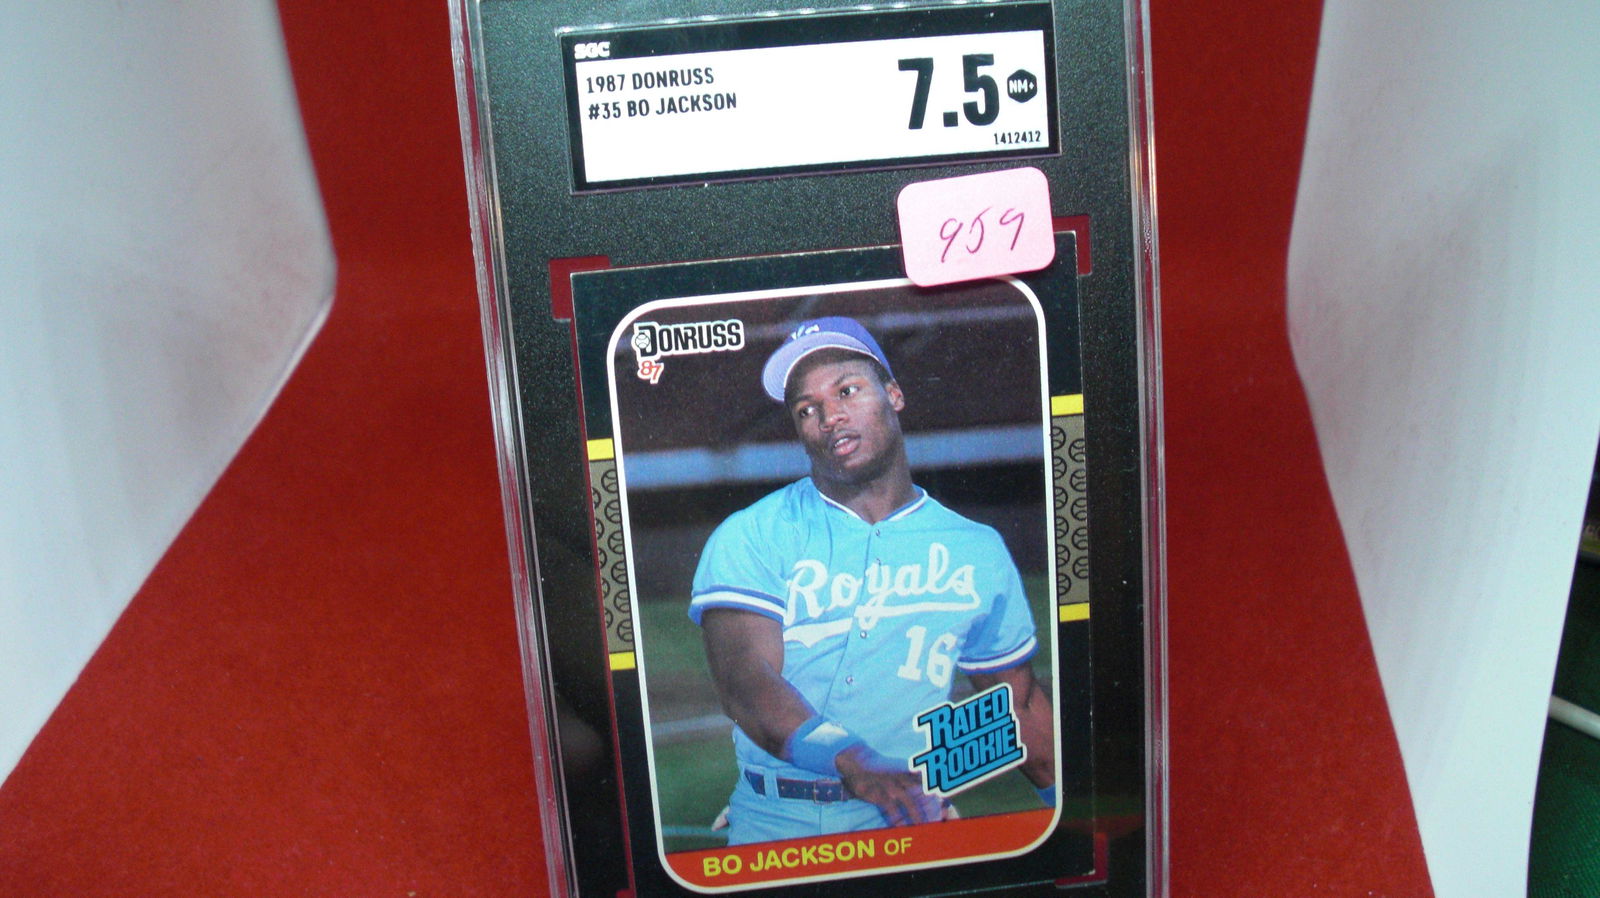 SGC
1987 DONRUSS
#35 BO JACKSON
7.5 NM+
1412412
959
DONRUSS
87
Royals
16
RATED
ROOKIE
BO JACKSON OF